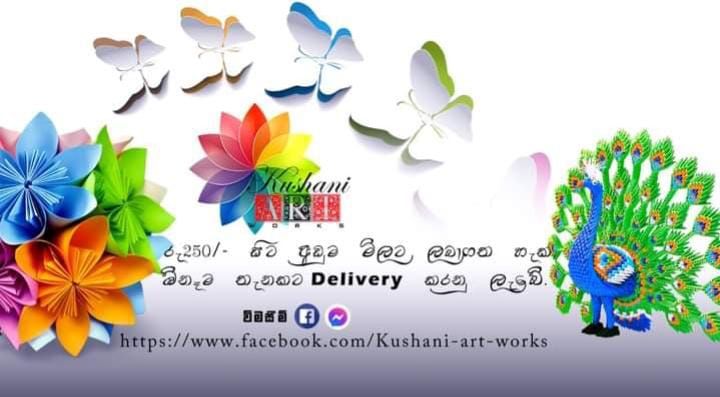 Kushani
ART
WORKS
රු250/- සිට අඩුම මිලට ලබාගත හැක
ඕනෑම තැනකට Delivery කරනු ලැබේ.
විමසීම්
https://www.facebook.com/Kushani-art-works